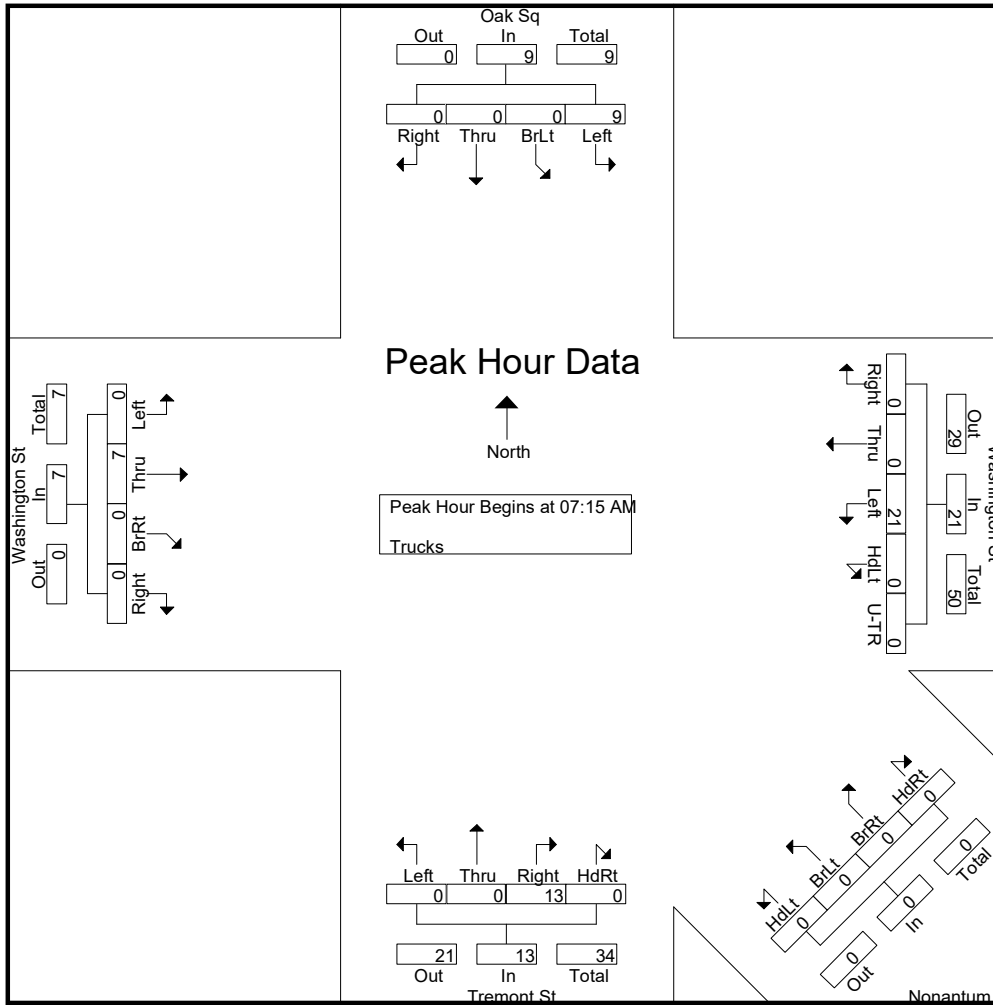 Oak Sq
Out In Total
0 9 9
0 0 0 9
Right Thru BrLt Left
Peak Hour Data
North
Peak Hour Begins at 07:15 AM
Trucks
Washington St
Total In Out
7 7 0
0 7 0 0
Left Thru BrRt Right
Washington St
Out In Total
29 21 50
0 0 21 0 0
Right Thru Left HdLt U-TR
Left Thru Right HdRt
0 0 13 0
21 13 34
Out In Total
Tremont St
HdLt BrLt BrRt HdRt
0 0 0 0
0 0 0
Out In Total
Nonantum